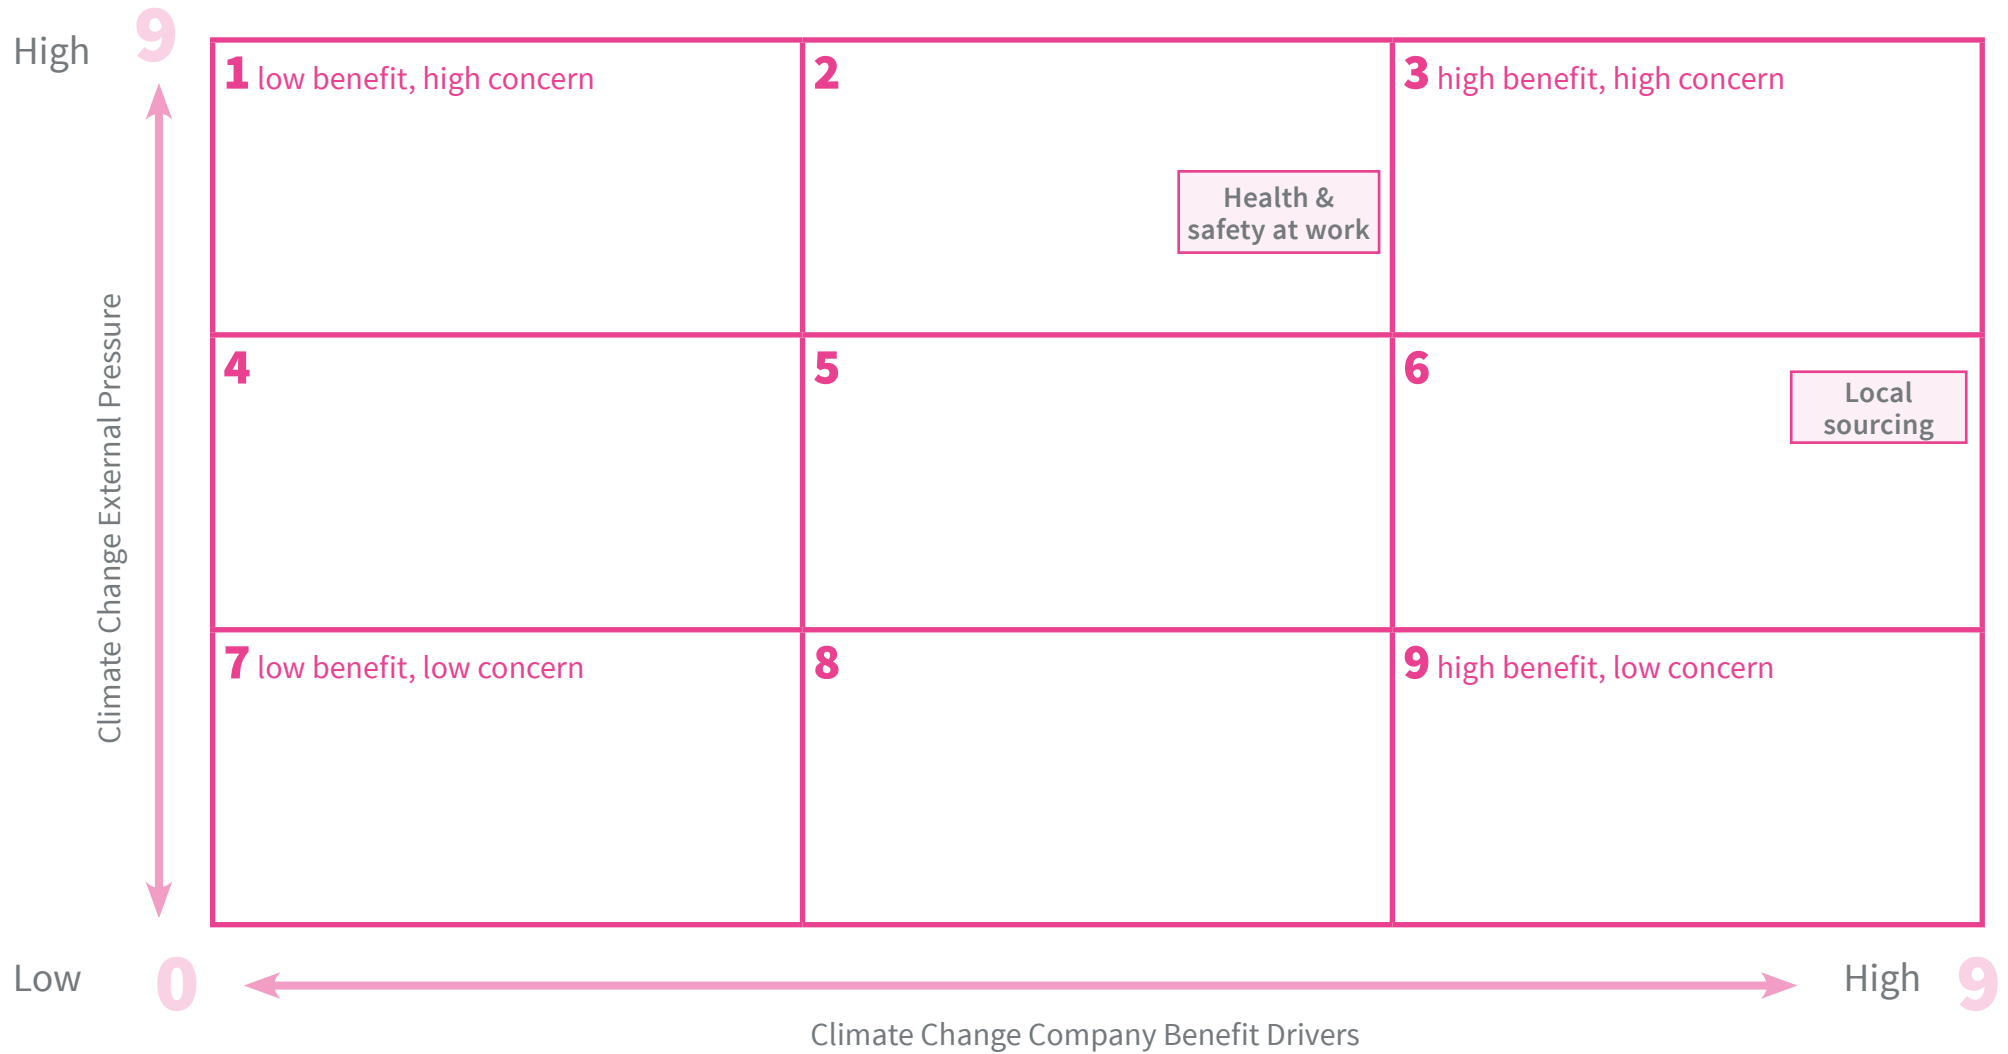 High
9
1 low benefit, high concern
2
3 high benefit, high concern
Health &
safety at work
4
5
6
Local
sourcing
Climate Change External Pressure
7 low benefit, low concern
8
9 high benefit, low concern
Low
0
High
9
Climate Change Company Benefit Drivers